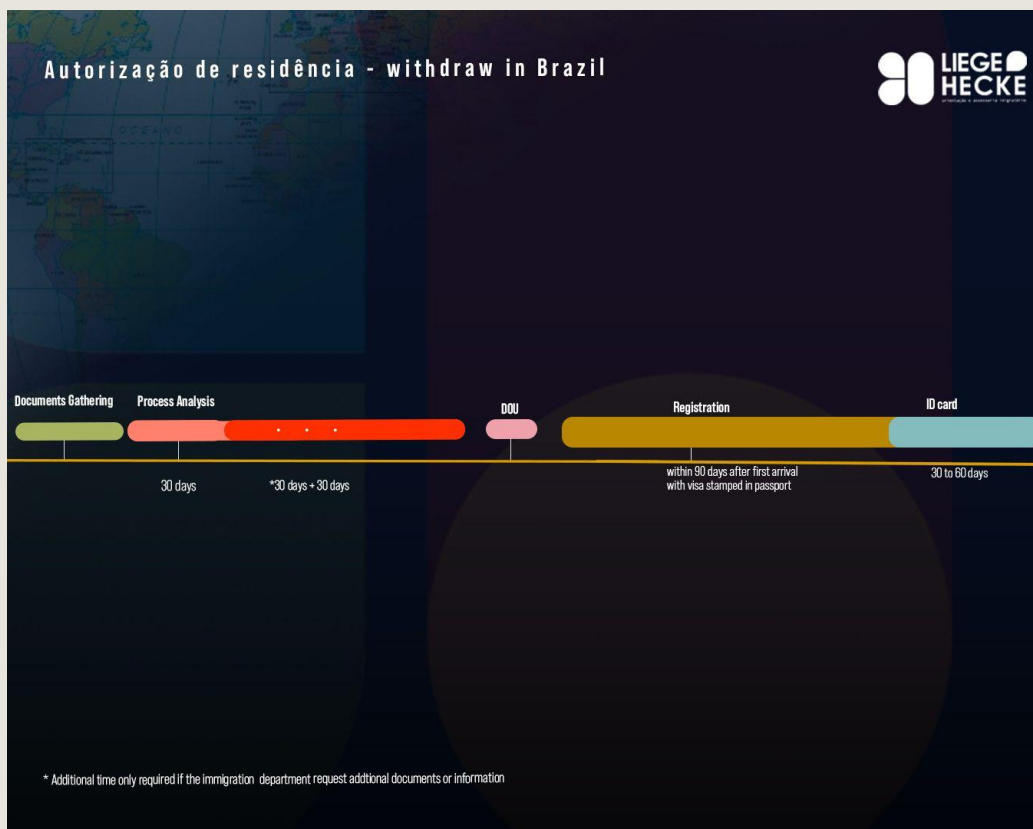 Autorização de residência - withdraw in Brazil
LIEGE
HECKE
OCEANO
Documents Gathering
Process Analysis
DOU
Registration
ID card
30 days
*30 days + 30 days
within 90 days after first arrival
with visa stamped in passport
30 to 60 days
* Additional time only required if the immigration department request addtional documents or information